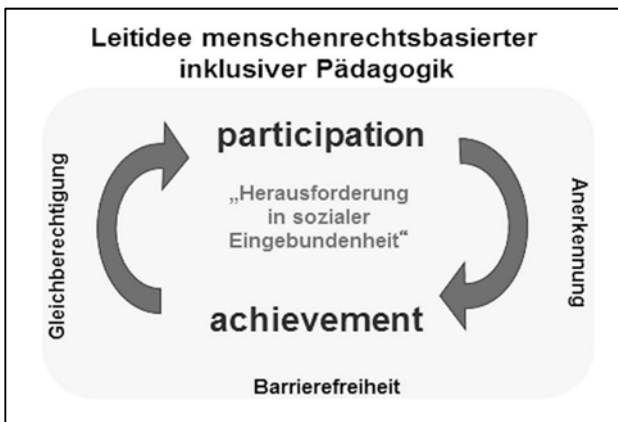 Leitidee menschenrechtsbasierter
inklusiver Pädagogik
participation
Gleichberechtigung
„Herausforderung
in sozialer
Eingebundenheit“
Anerkennung
achievement
Barrierefreiheit